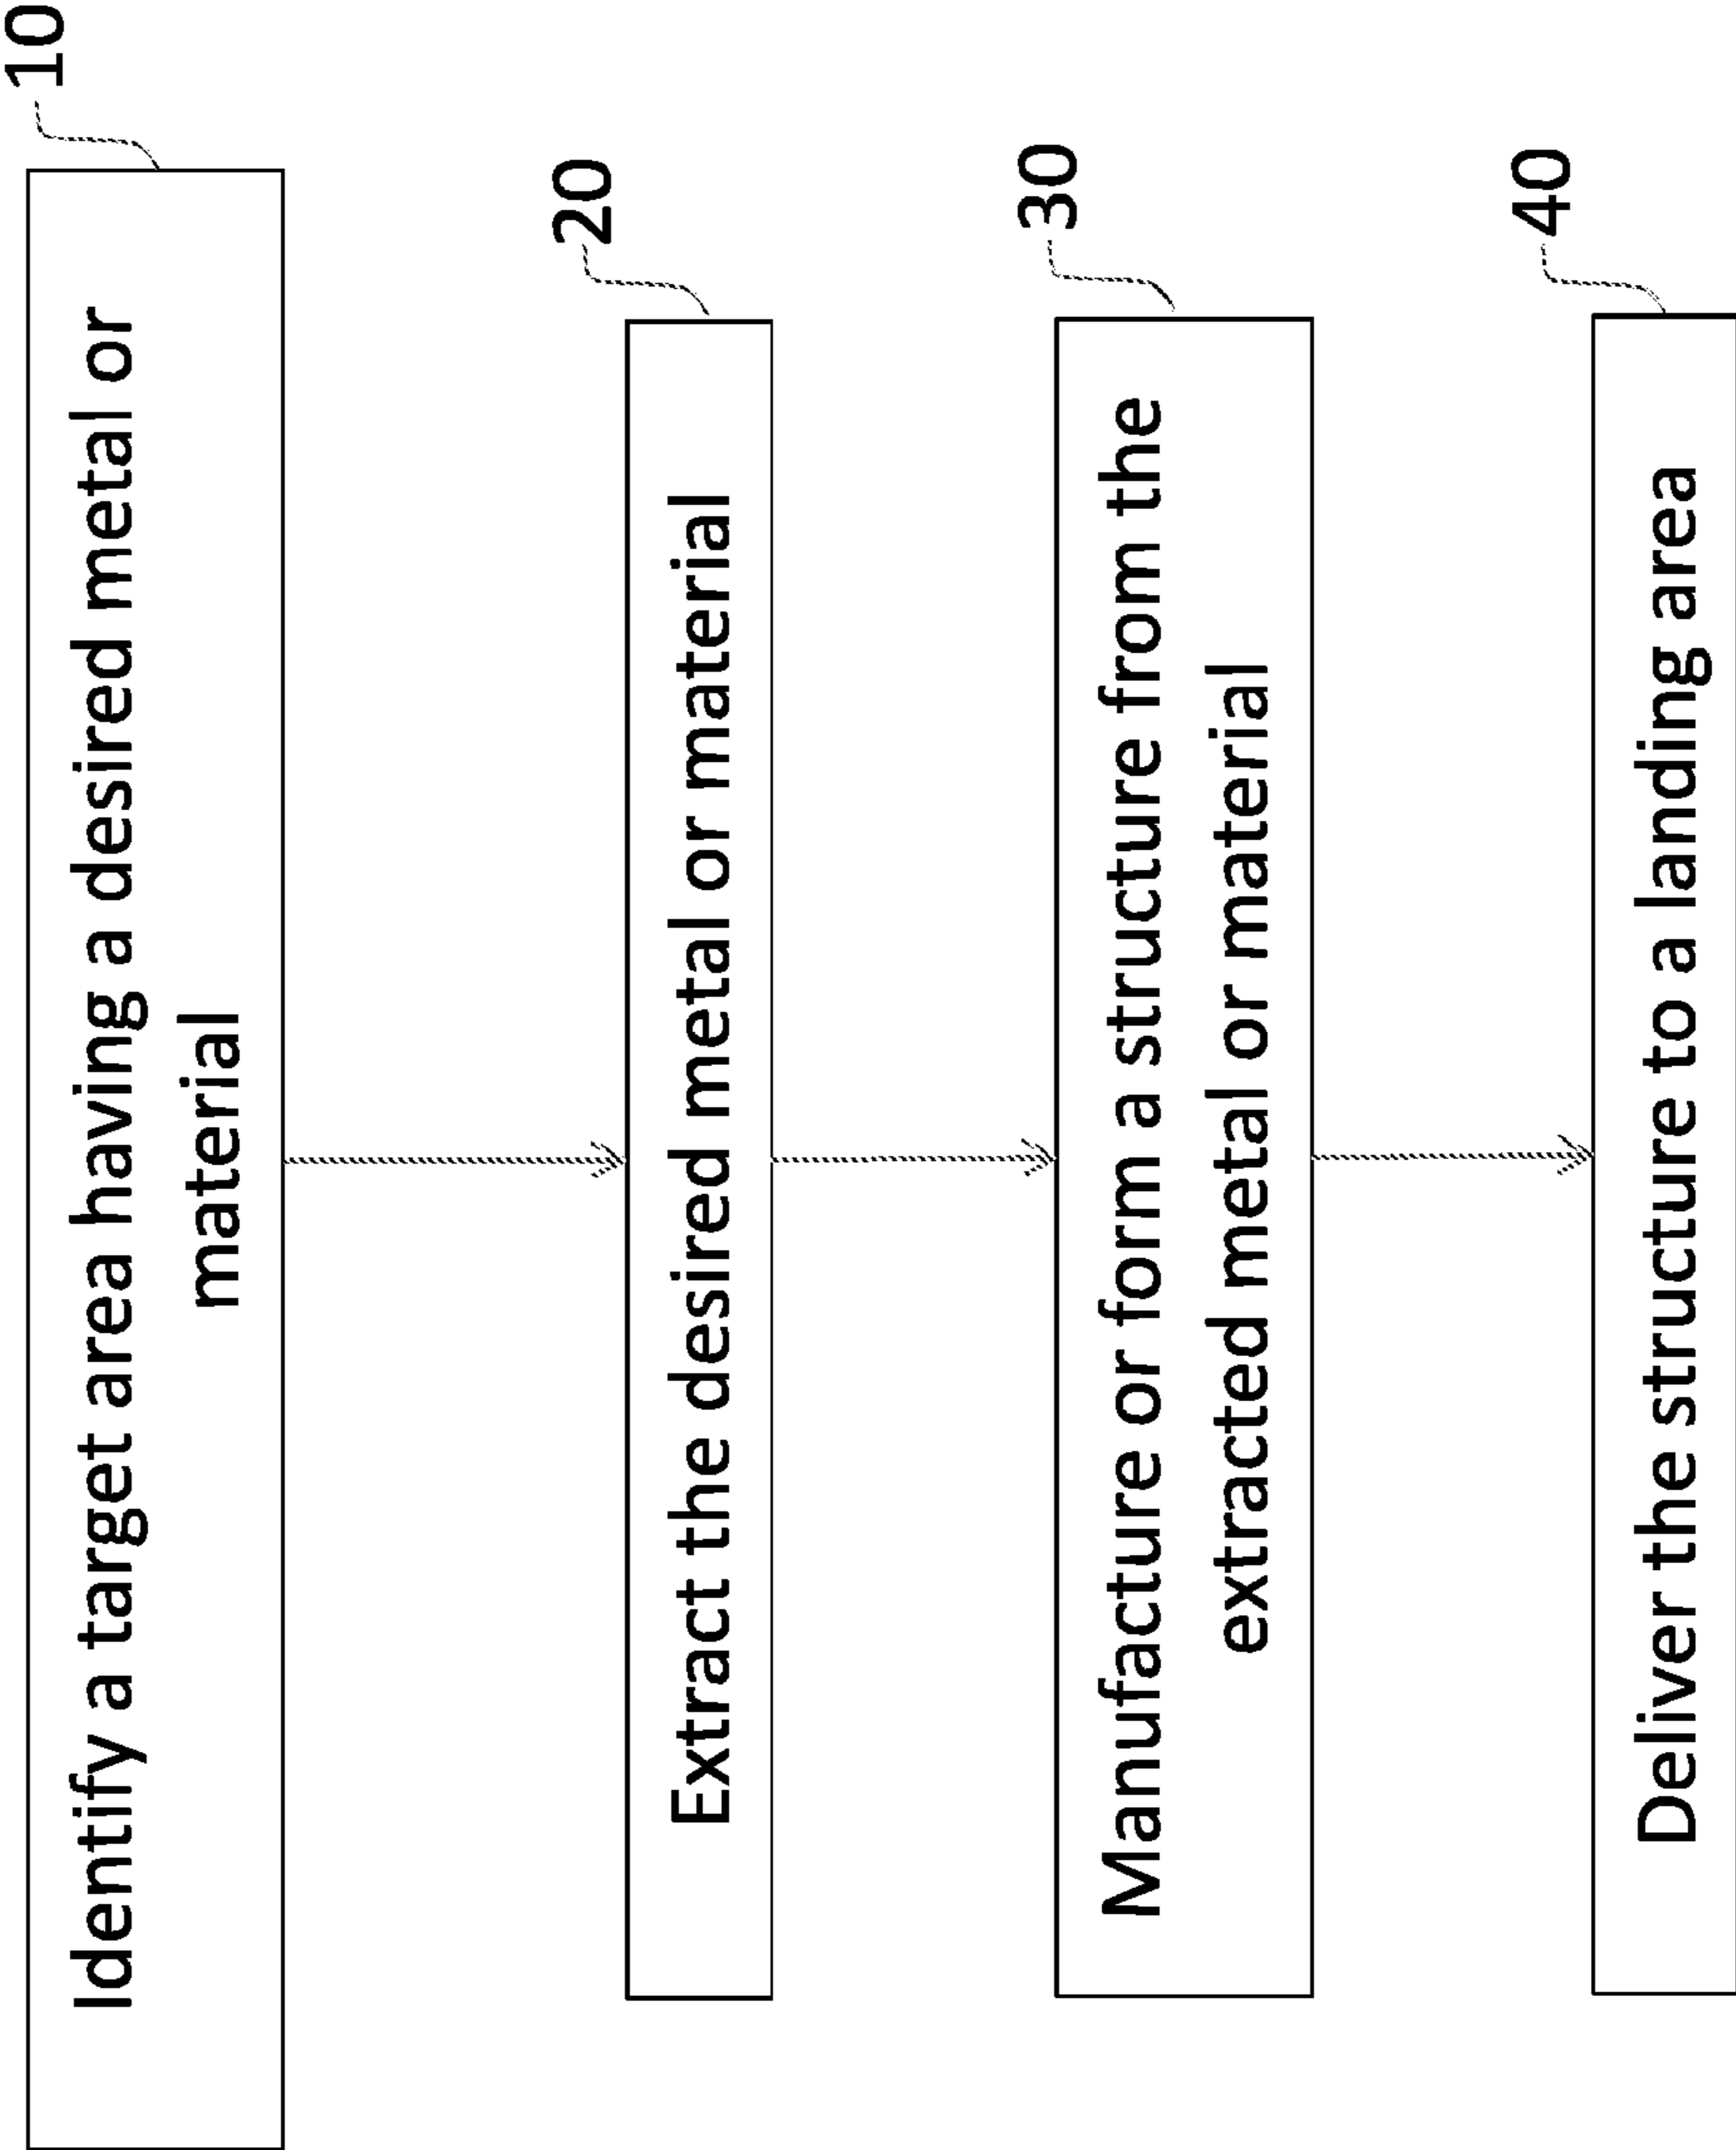 10
Identify a target area having a desired metal or
material
20
Extract the desired metal or material
30
Manufacture or form a structure from the
extracted metal or material
40
Deliver the structure to a landing area